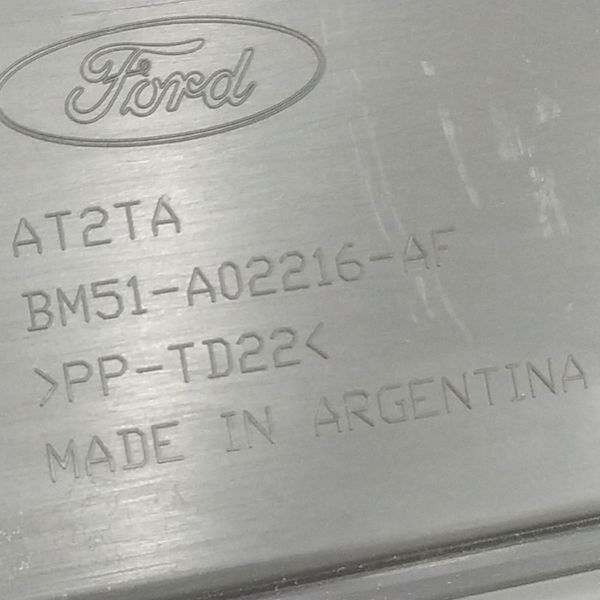 Ford
AT2TA
BM51-A02216-AF
>PP-TD22<
MADE IN ARGENTINA